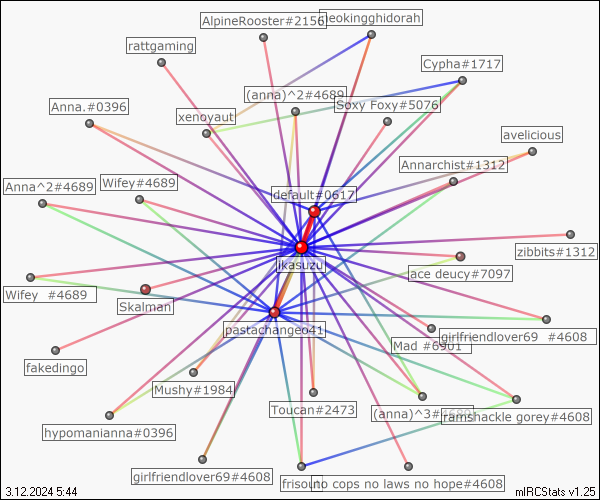 AlpineRooster#2156
neokingghidorah
rattgaming
Cypha#1717
(anna)^2#4689
Soxy Foxy#5076
Anna.#0396
xenoyaut
avelicious
Annarchist#1312
Wifey#4689
Anna^2#4689
default#0617
zibbits#1312
ikasuzu
ace deucy#7097
Wifey #4689
Skalman
pastachangeo41
girlfriendlover69 #4608
Mad #6901
fakedingo
Mushy#1984
Toucan#2473
(anna)^3#4689
ramshackle gorey#4608
hypomanianna#0396
girlfriendlover69#4608
frisou
no cops no laws no hope#4608
3.12.2024 5:44
mIRCStats v1.25